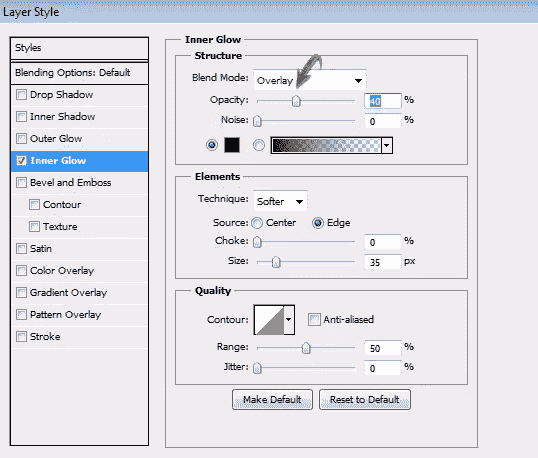 Layer Style
Styles
Blending Options: Default
Drop Shadow
Inner Shadow
Outer Glow
Inner Glow
Bevel and Emboss
Contour
Texture
Satin
Color Overlay
Gradient Overlay
Pattern Overlay
Stroke
Inner Glow
Structure
Blend Mode: Overlay
Opacity: 40 %
Noise: 0 %
Elements
Technique: Softer
Source: Center Edge
Choke: 0 %
Size: 35 px
Quality
Contour: Anti-aliased
Range: 50 %
Jitter: 0 %
Make Default Reset to Default